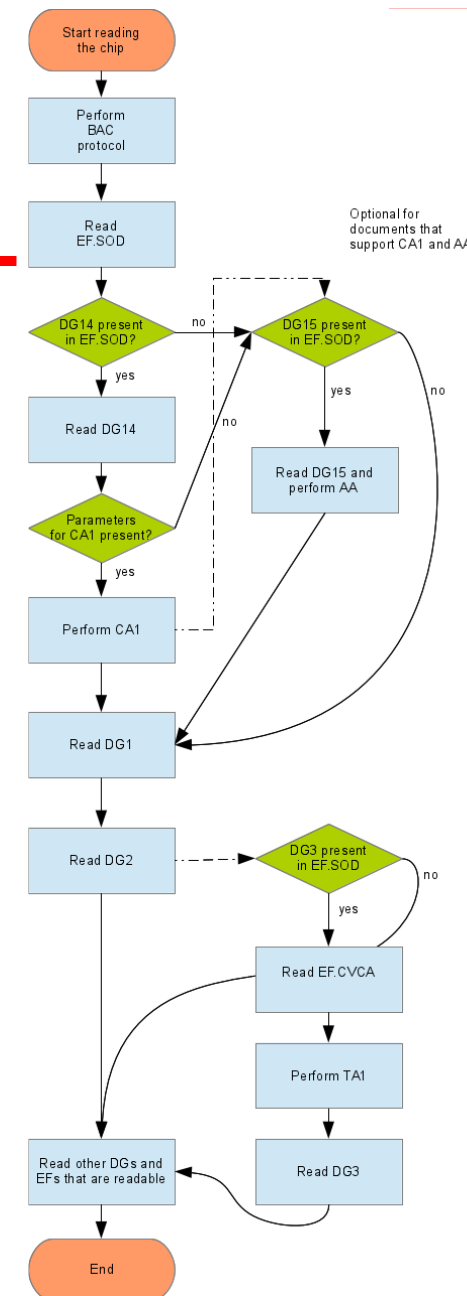 Start reading
the chip
Perform
BAC
protocol
Read
EF.SOD
Optional for
documents that
support CA1 and AA
DG14 present
in EF.SOD?
no
DG15 present
in EF.SOD?
yes
yes
no
no
Read DG14
Read DG15 and
perform AA
Parameters
for CA1 present?
yes
Perform CA1
Read DG1
Read DG2
DG3 present
in EF.SOD
no
yes
Read EF.CVCA
Perform TA1
Read other DGs and
EFs that are readable
Read DG3
End